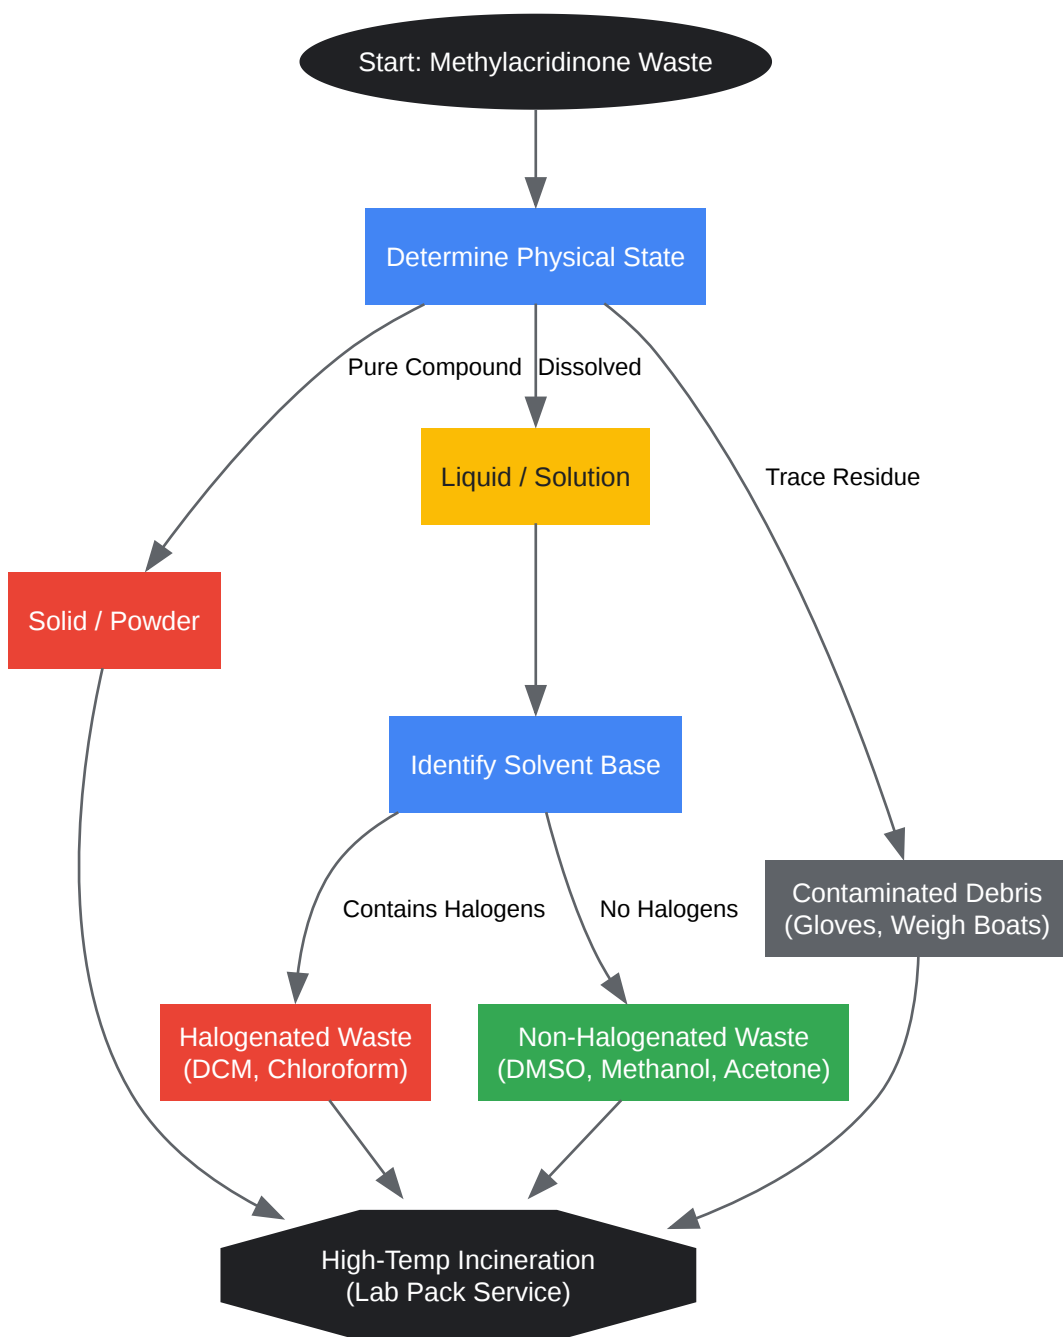 Start: Methylacridinone Waste
Determine Physical State
Pure Compound
Dissolved
Liquid / Solution
Trace Residue
Solid / Powder
Identify Solvent Base
Contaminated Debris
(Gloves, Weigh Boats)
Contains Halogens
No Halogens
Halogenated Waste
(DCM, Chloroform)
Non-Halogenated Waste
(DMSO, Methanol, Acetone)
High-Temp Incineration
(Lab Pack Service)